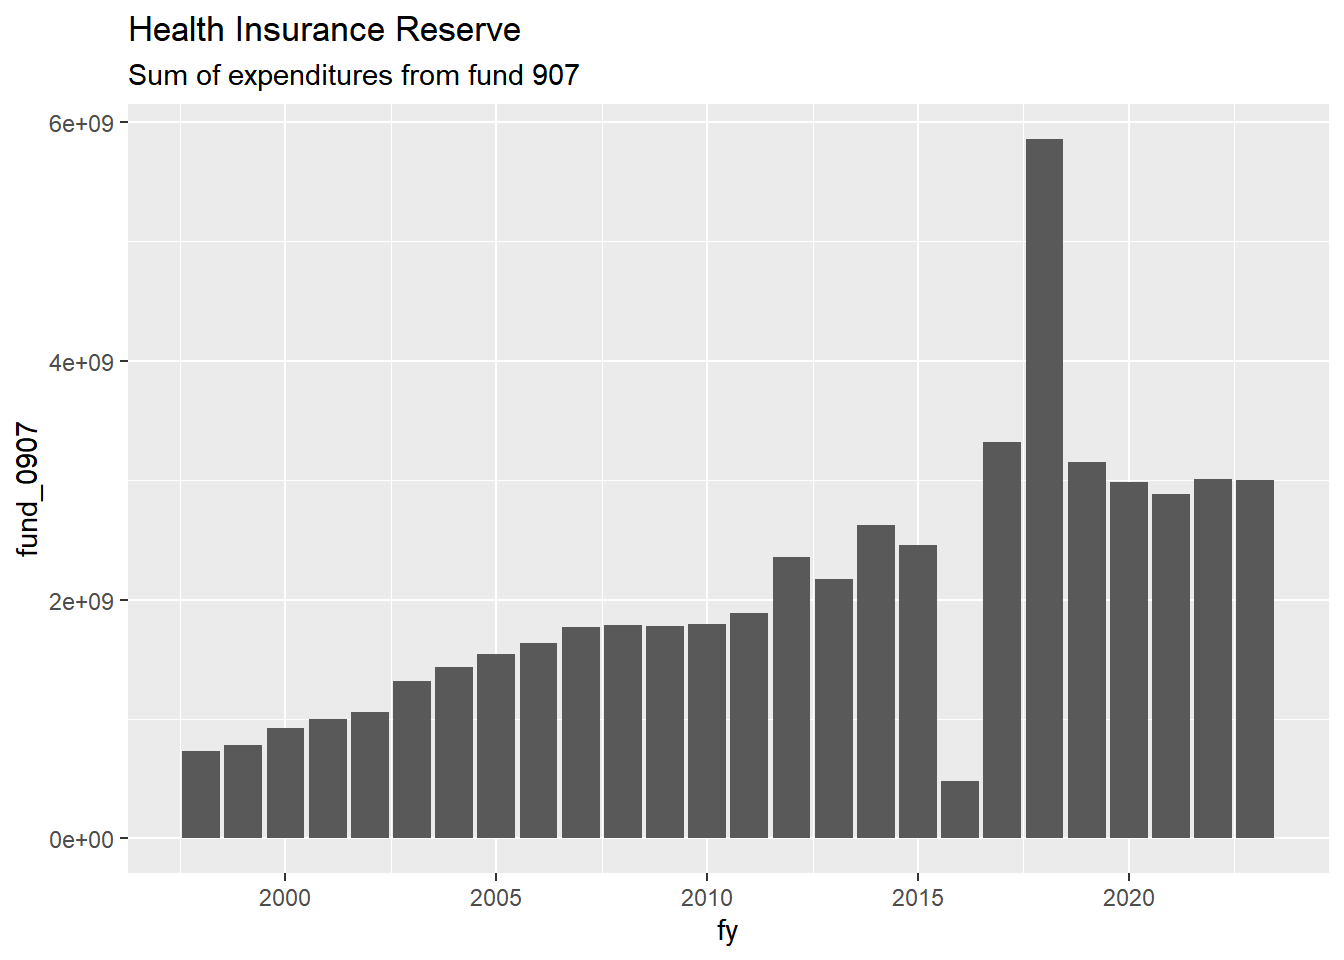 Health Insurance Reserve
Sum of expenditures from fund 907
6e+09
4e+09
2e+09
0e+00
fund_0907
2000
2005
2010
2015
2020
fy